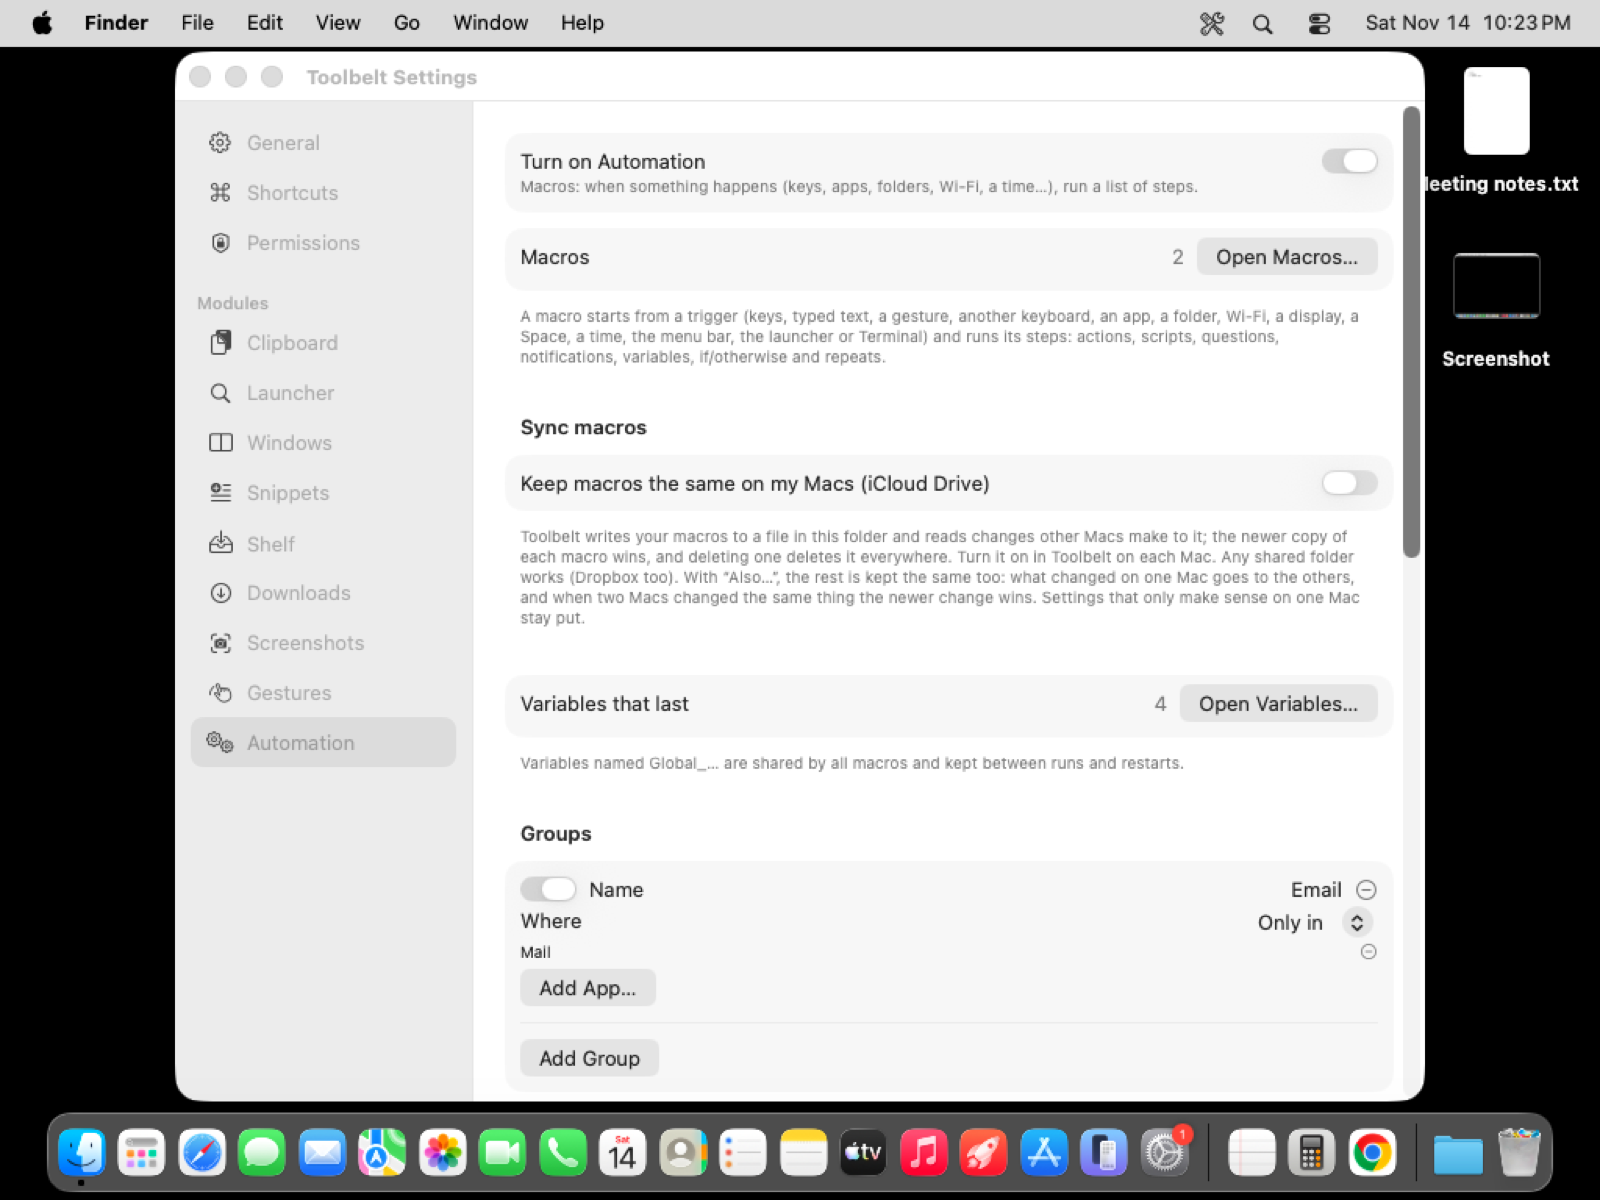 Finder File Edit View Go Window Help Sat Nov 14 10:23 PM
Toolbelt Settings
General
Shortcuts
Permissions
Modules
Clipboard
Launcher
Windows
Snippets
Shelf
Downloads
Screenshots
Gestures
Automation
Turn on Automation
Macros: when something happens (keys, apps, folders, Wi-Fi, a time...), run a list of steps.
Macros 2 Open Macros...
A macro starts from a trigger (keys, typed text, a gesture, another keyboard, an app, a folder, Wi-Fi, a display, a
Space, a time, the menu bar, the launcher or Terminal) and runs its steps: actions, scripts, questions,
notifications, variables, if/otherwise and repeats.
Sync macros
Keep macros the same on my Macs (iCloud Drive)
Toolbelt writes your macros to a file in this folder and reads changes other Macs make to it; the newer copy of
each macro wins, and deleting one deletes it everywhere. Turn it on in Toolbelt on each Mac. Any shared folder
works (Dropbox too). With “Also...”, the rest is kept the same too: what changed on one Mac goes to the others,
and when two Macs changed the same thing the newer change wins. Settings that only make sense on one Mac
stay put.
Variables that last 4 Open Variables...
Variables named Global_... are shared by all macros and kept between runs and restarts.
Groups
Name Email
Where Only in
Mail
Add App...
Add Group
eeting notes.txt
Screenshot
Sat
14
tv
1